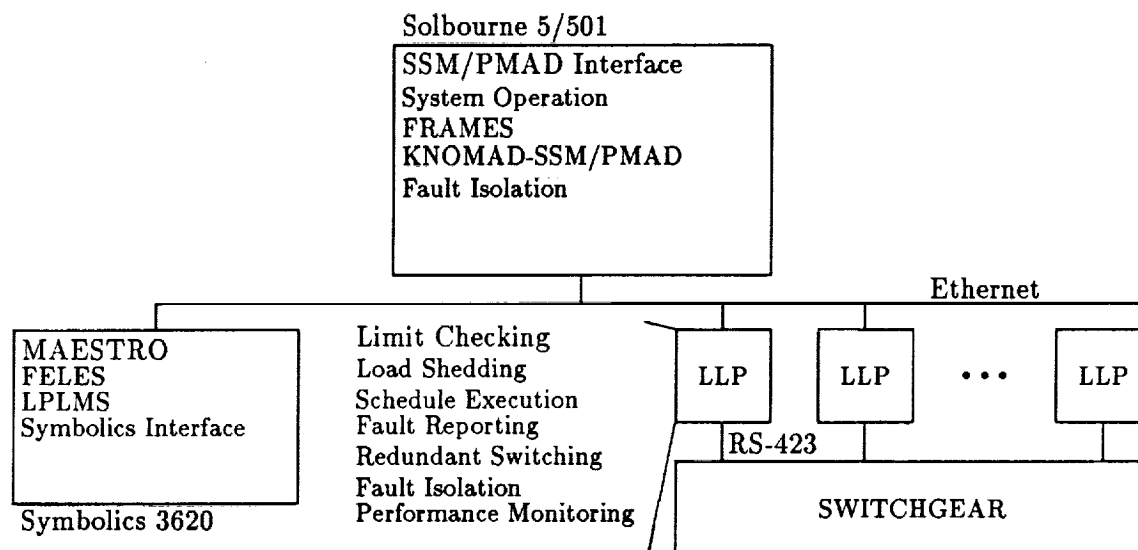 Solbourne 5/501
SSM/PMAD Interface
System Operation
FRAMES
KNOMAD-SSM/PMAD
Fault Isolation
Ethernet
MAESTRO
FELES
LPLMS
Symbolics Interface
Symbolics 3620
Limit Checking
Load Shedding
Schedule Execution
Fault Reporting
Redundant Switching
Fault Isolation
Performance Monitoring
LLP
LLP
• • •
LLP
RS-423
SWITCHGEAR